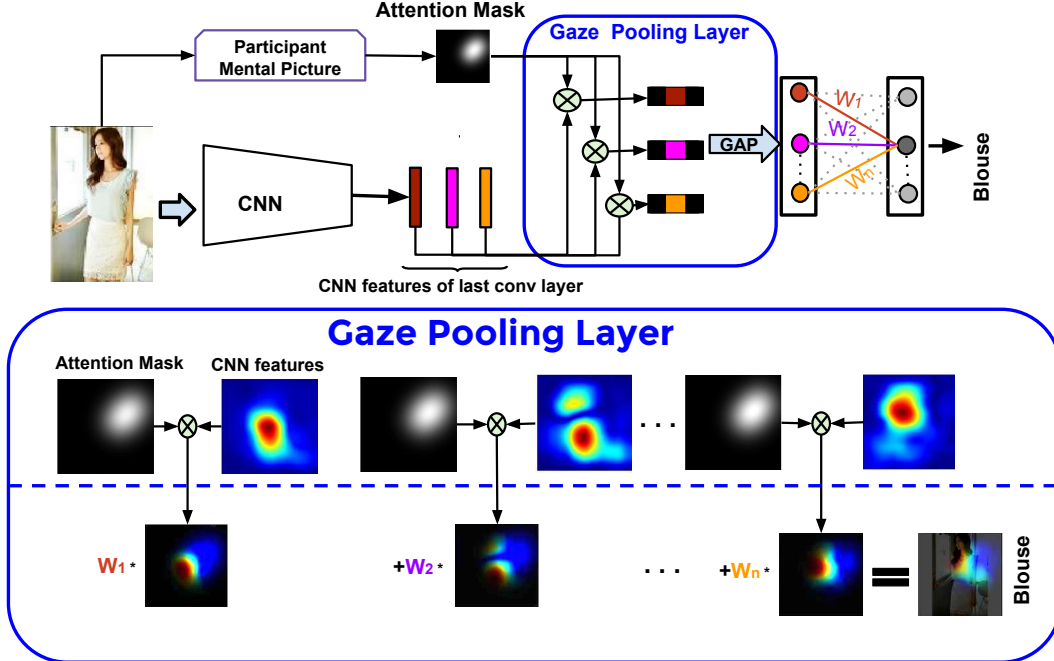 Attention Mask
Gaze Pooling Layer
Participant
Mental Picture
W1
W2
Wn
GAP
CNN
Blouse
CNN features of last conv layer
Gaze Pooling Layer
Attention Mask
CNN features
. . .
W1 *
+W2 *
. . .
+Wn *
=
Blouse